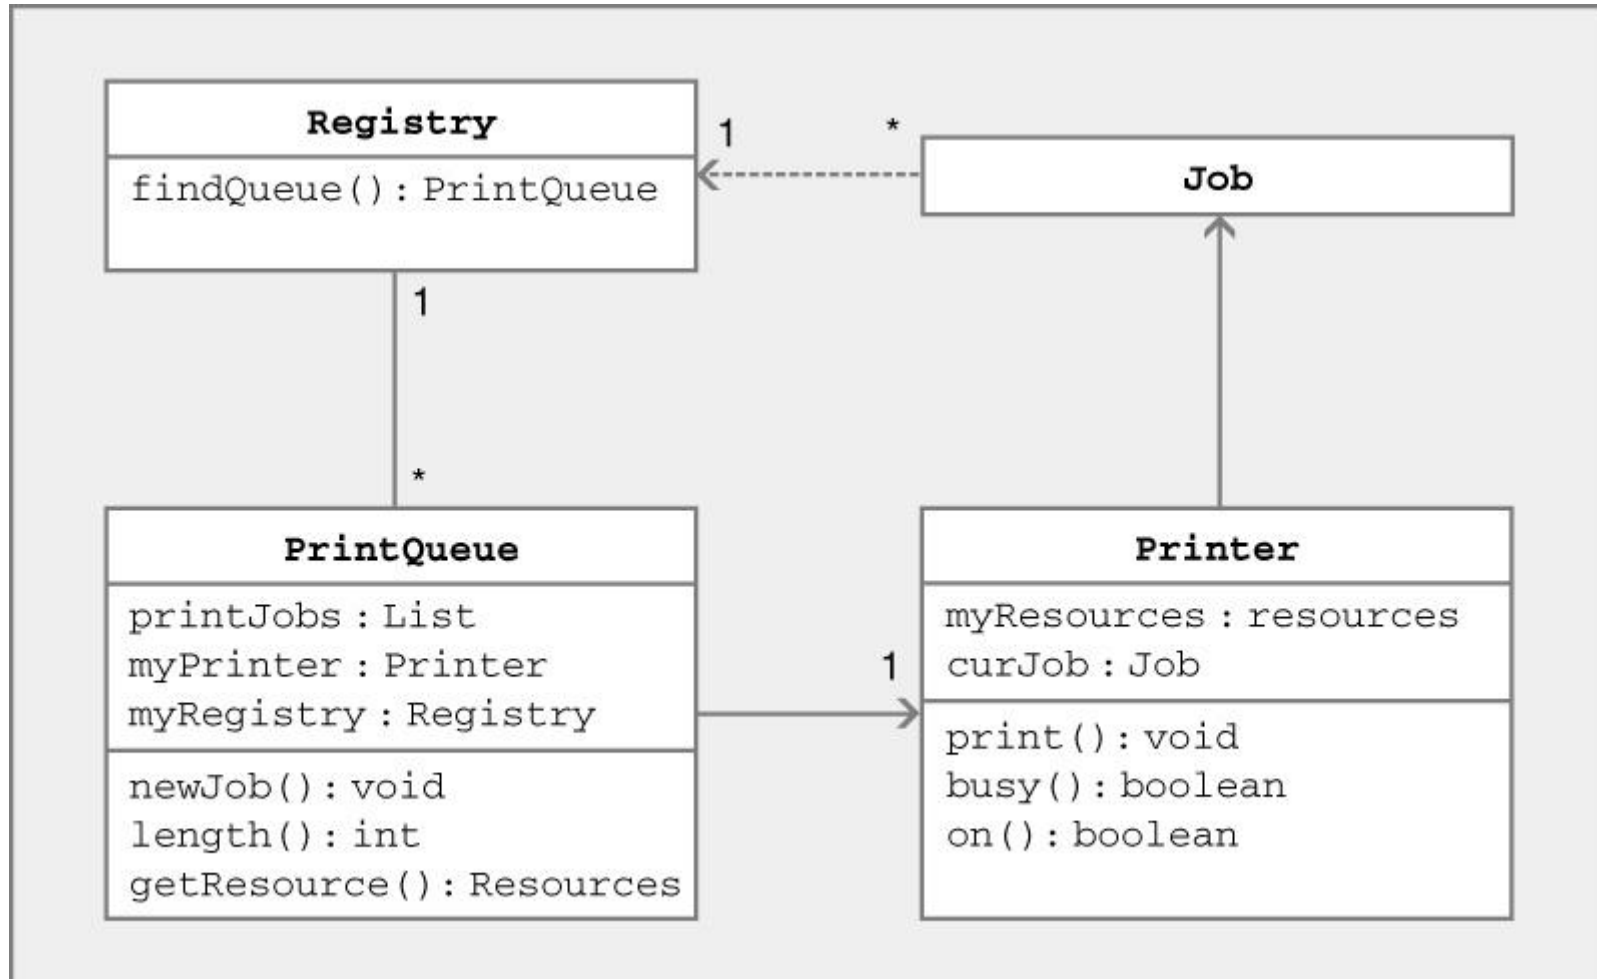 Registry
findQueue(): PrintQueue
1
*
Job
1
*
PrintQueue
printJobs : List
myPrinter : Printer
myRegistry : Registry
newJob(): void
length(): int
getResource(): Resources
1
Printer
myResources : resources
curJob : Job
print(): void
busy(): boolean
on(): boolean